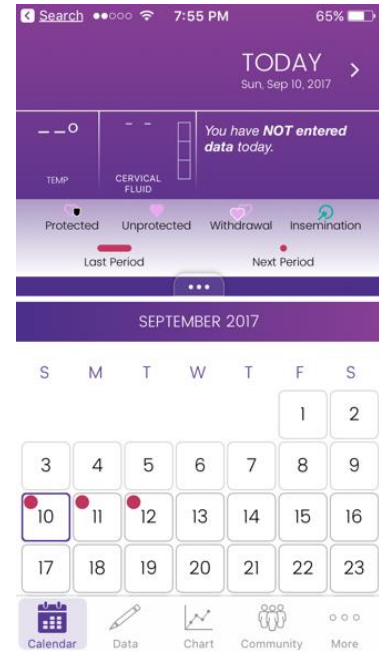 Search 7:55 PM 65%
TODAY
Sun, Sep 10, 2017
_ _°
- -
You have NOT entered
data today.
TEMP
CERVICAL
FLUID
Protected Unprotected Withdrawal Insemination
Last Period Next Period
SEPTEMBER 2017
S M T W T F S
1 2
3 4 5 6 7 8 9
10 11 12 13 14 15 16
17 18 19 20 21 22 23
Calendar Data Chart Community More